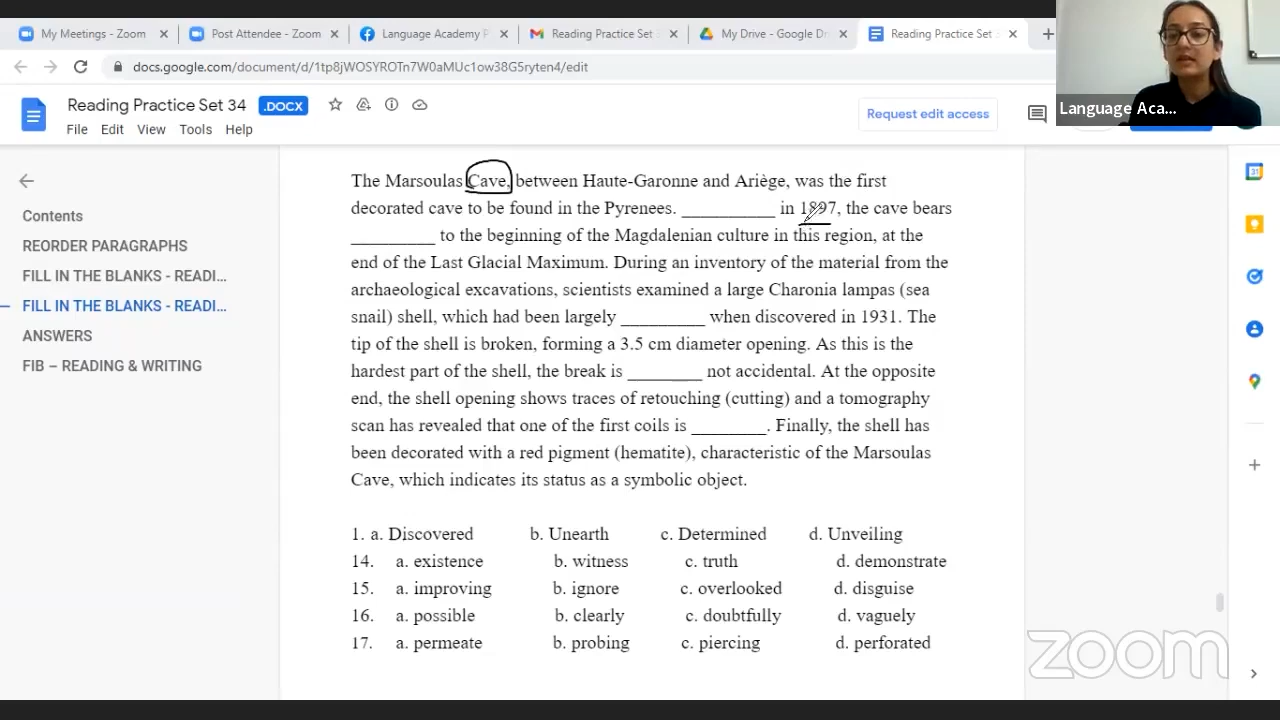 My Meetings - Zoom
Post Attendee - Zoom
Language Academy P
Reading Practice Set
My Drive - Google Dri
Reading Practice Set
docs.google.com/document/d/1tp8jWOSYROTn7W0aMUc1ow38G5ryten4/edit
Reading Practice Set 34 .DOCX
Request edit access
Language Aca...
File Edit View Tools Help
Contents
REORDER PARAGRAPHS
FILL IN THE BLANKS - READI...
FILL IN THE BLANKS - READI...
ANSWERS
FIB – READING & WRITING
The Marsoulas Cave, between Haute-Garonne and Ariège, was the first
decorated cave to be found in the Pyrenees. __________ in 1897, the cave bears
_________ to the beginning of the Magdalenian culture in this region, at the
end of the Last Glacial Maximum. During an inventory of the material from the
archaeological excavations, scientists examined a large Charonia lampas (sea
snail) shell, which had been largely _________ when discovered in 1931. The
tip of the shell is broken, forming a 3.5 cm diameter opening. As this is the
hardest part of the shell, the break is ________ not accidental. At the opposite
end, the shell opening shows traces of retouching (cutting) and a tomography
scan has revealed that one of the first coils is ________. Finally, the shell has
been decorated with a red pigment (hematite), characteristic of the Marsoulas
Cave, which indicates its status as a symbolic object.
1. a. Discovered b. Unearth c. Determined d. Unveiling
14. a. existence b. witness c. truth d. demonstrate
15. a. improving b. ignore c. overlooked d. disguise
16. a. possible b. clearly c. doubtfully d. vaguely
17. a. permeate b. probing c. piercing d. perforated
zoom